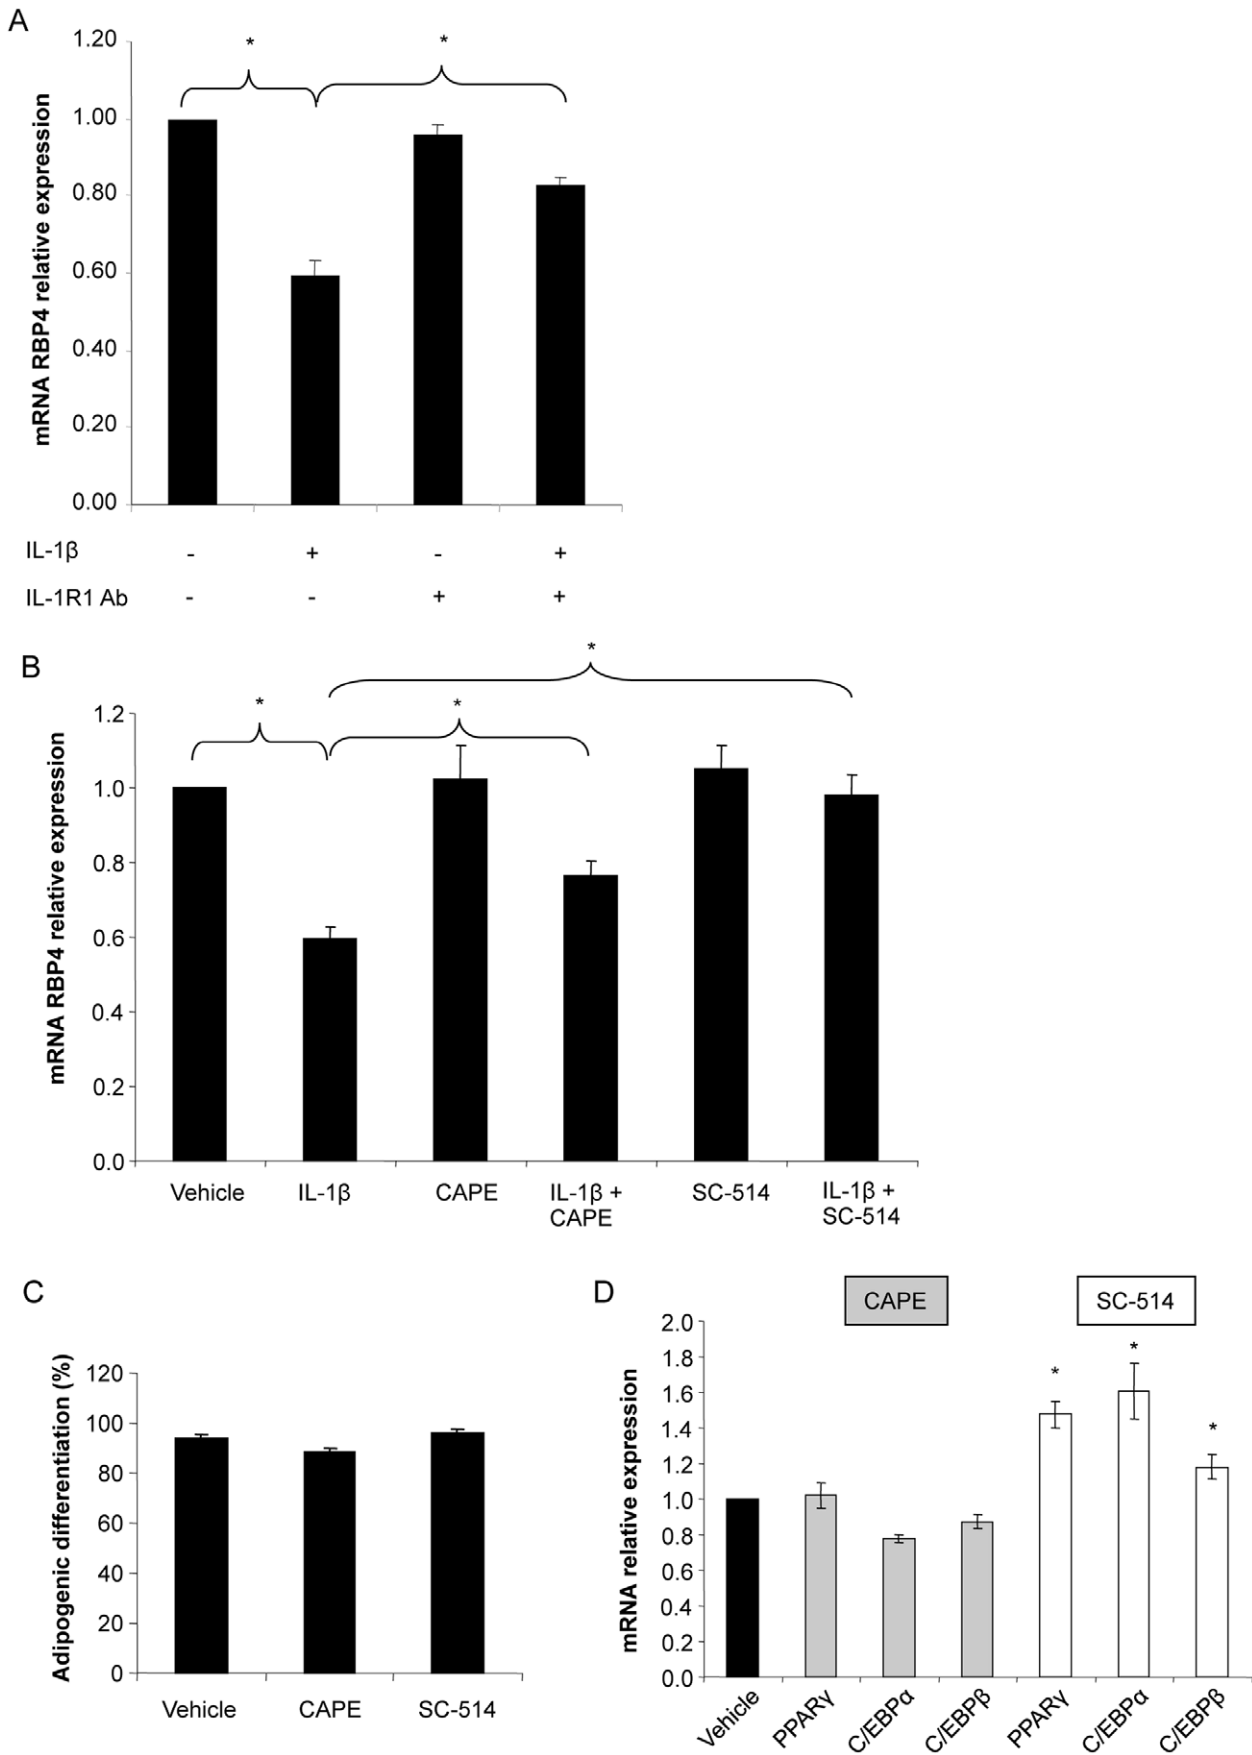 A
* *
mRNA RBP4 relative expression
1.20
1.00
0.80
0.60
0.40
0.20
0.00
IL-1β - + - +
IL-1R1 Ab - - + +
B
*
* *
mRNA RBP4 relative expression
1.2
1.0
0.8
0.6
0.4
0.2
0.0
Vehicle IL-1β CAPE IL-1β + SC-514 IL-1β +
CAPE SC-514
C
Adipogenic differentiation (%)
120
100
80
60
40
20
0
Vehicle CAPE SC-514
D
CAPE SC-514
mRNA relative expression
2.0
1.8
1.6
1.4
1.2
1.0
0.8
0.6
0.4
0.2
0.0
* * *
Vehicle PPARγ C/EBPα C/EBPβ PPARγ C/EBPα C/EBPβ